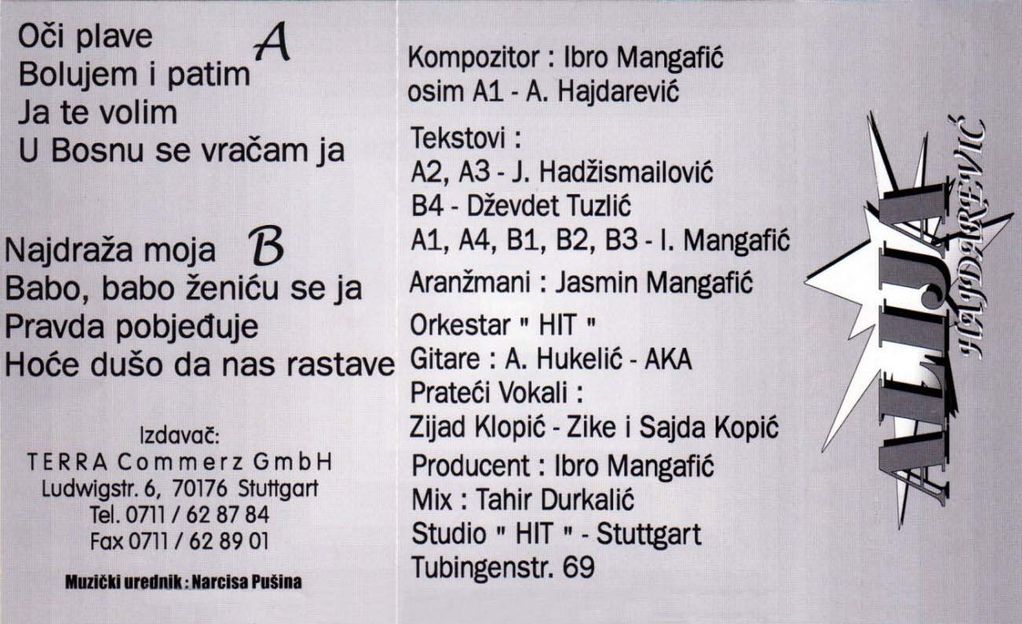 Oči plave
A
Bolujem i patim
Ja te volim
U Bosnu se vračam ja
Najdraža moja
B
Babo, babo ženiću se ja
Pravda pobjeđuje
Hoće dušo da nas rastave
Izdavač:
TERRA Commerz GmbH
Ludwigstr. 6, 70176 Stuttgart
Tel. 0711 / 62 87 84
Fax 0711 / 62 89 01
Muzički urednik : Narcisa Pušina
Kompozitor : Ibro Mangafić
osim A1 - A. Hajdarević
Tekstovi :
A2, A3 - J. Hadžismailović
B4 - Dževdet Tuzlić
A1, A4, B1, B2, B3 - I. Mangafić
Aranžmani : Jasmin Mangafić
Orkestar " HIT "
Gitare : A. Hukelić - AKA
Prateći Vokali :
Zijad Klopić - Zike i Sajda Kopić
Producent : Ibro Mangafić
Mix : Tahir Durkalić
Studio " HIT " - Stuttgart
Tubingenstr. 69
ALIJA
HAJDAREVIĆ